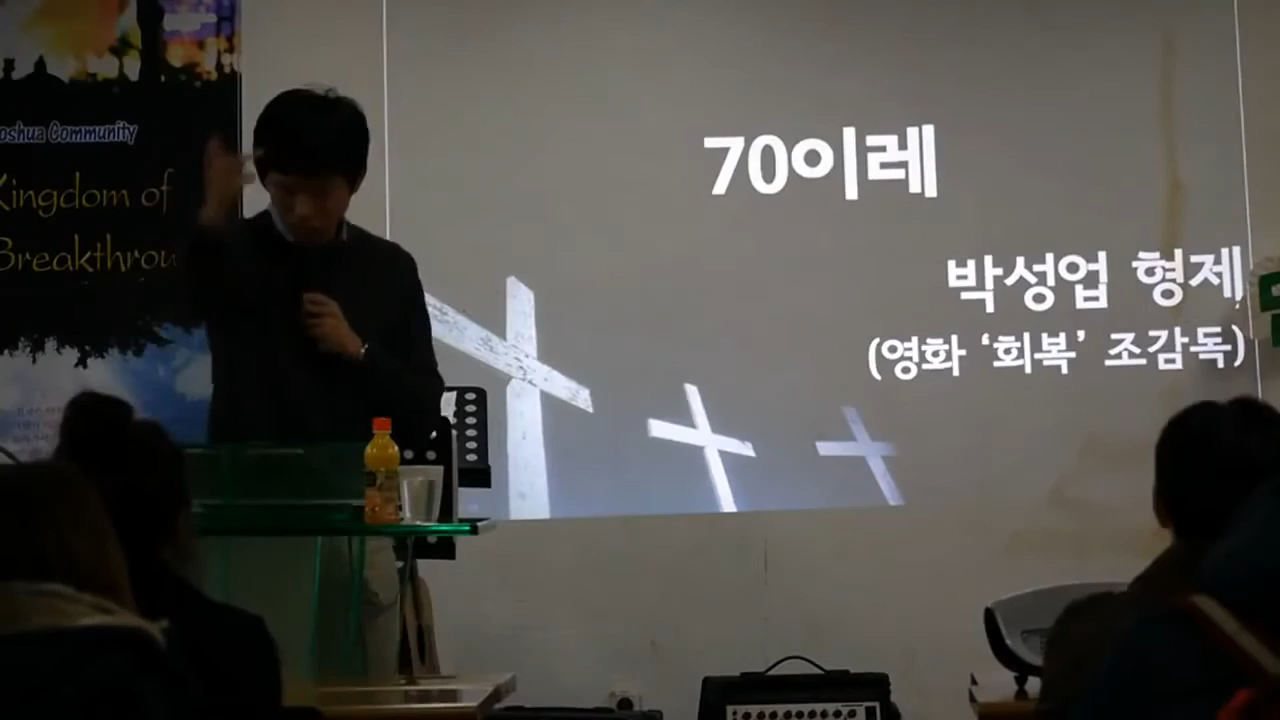 oshua Community
Kingdom of
Breakthrou
70이레
박성업 형제
(영화 ‘회복’ 조감독)